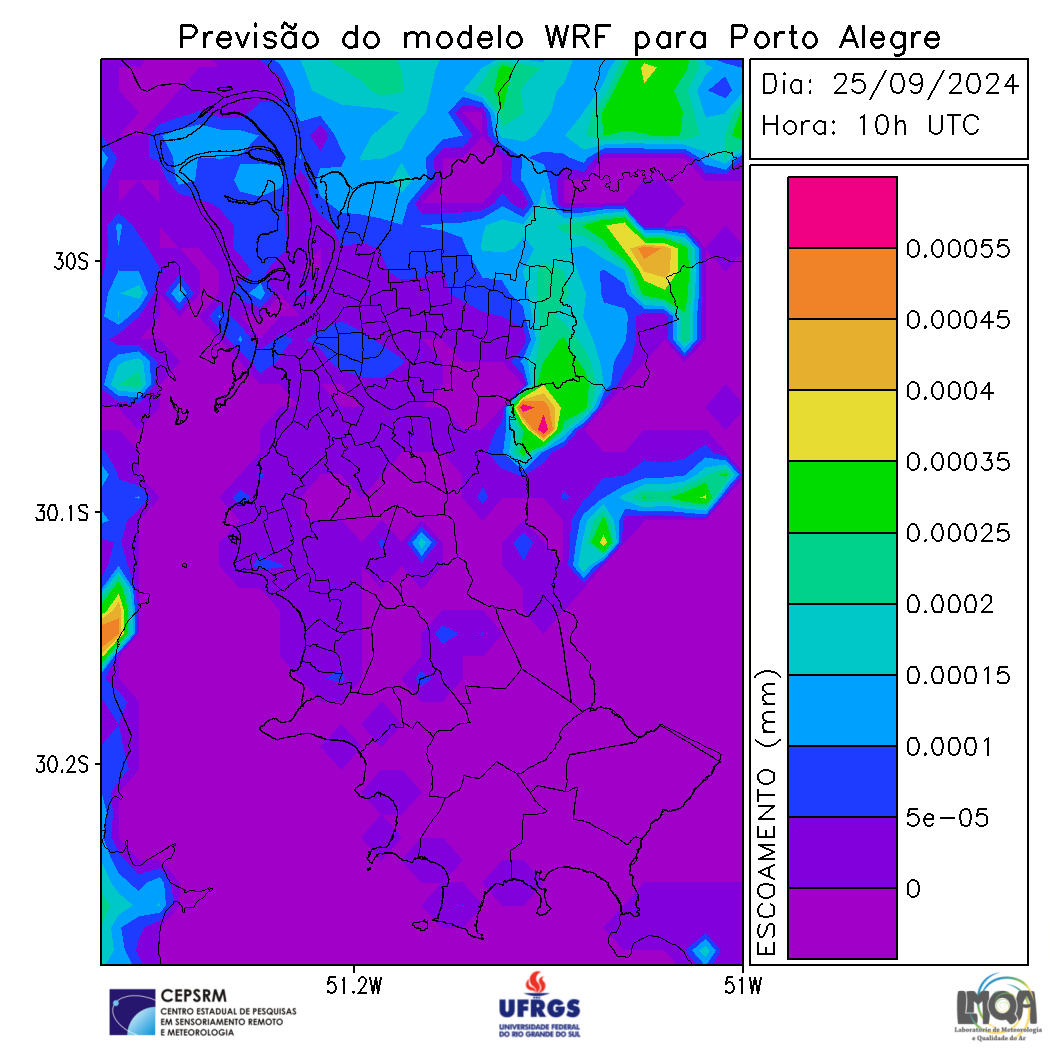 Previsão do modelo WRF para Porto Alegre
Dia: 25/09/2024
Hora: 10h UTC
30S
30.1S
30.2S
51.2W
51W
ESCOAMENTO (mm)
0.00055
0.00045
0.0004
0.00035
0.00025
0.0002
0.00015
0.0001
5e-05
0
CEPSRM
CENTRO ESTADUAL DE PESQUISAS
EM SENSORIAMENTO REMOTO
E METEOROLOGIA
UFRGS
UNIVERSIDADE FEDERAL
DO RIO GRANDE DO SUL
LMQA
Laboratório de Meteorologia
e Qualidade do Ar